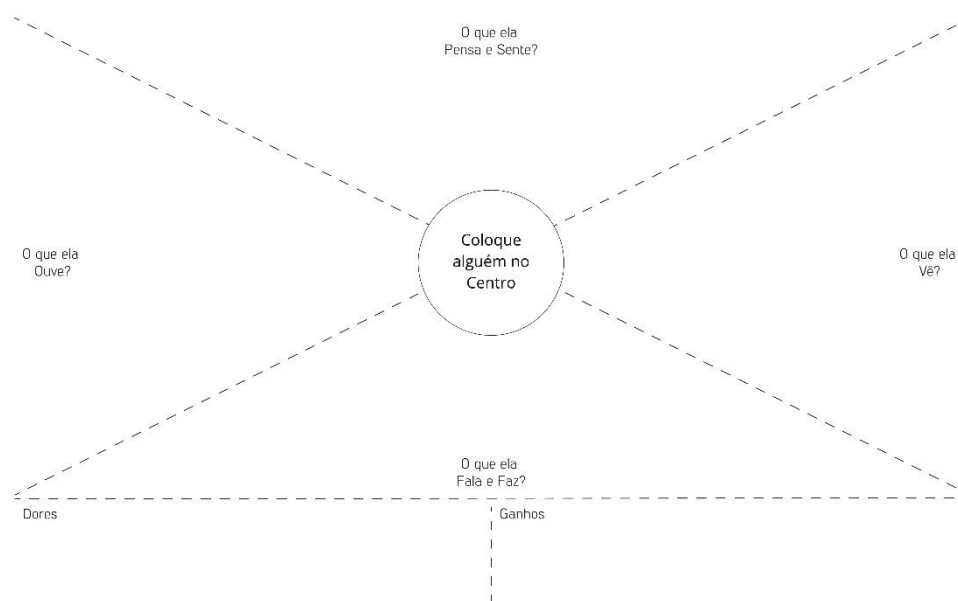 O que ela
Pensa e Sente?
O que ela
Ouve?
Coloque
alguém no
Centro
O que ela
Vê?
O que ela
Fala e Faz?
Dores
Ganhos